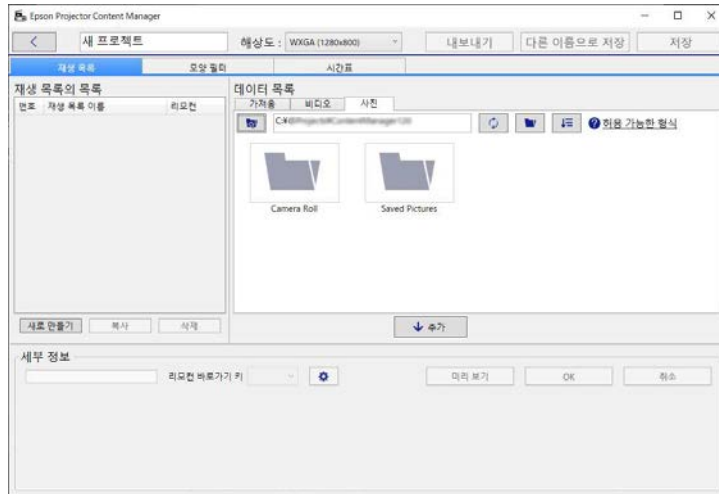 Epson Projector Content Manager
새 프로젝트
해상도 : WXGA (1280x800)
내보내기
다른 이름으로 저장
저장
재생 목록
모양 필터
시간표
재생 목록의 목록
번호 재생 목록 이름 리모컨
데이터 목록
가져옴 비디오 사진
C:₩
허용 가능한 형식
Camera Roll
Saved Pictures
새로 만들기
복사
삭제
추가
세부 정보
리모컨 바로가기 키
미리 보기
OK
취소